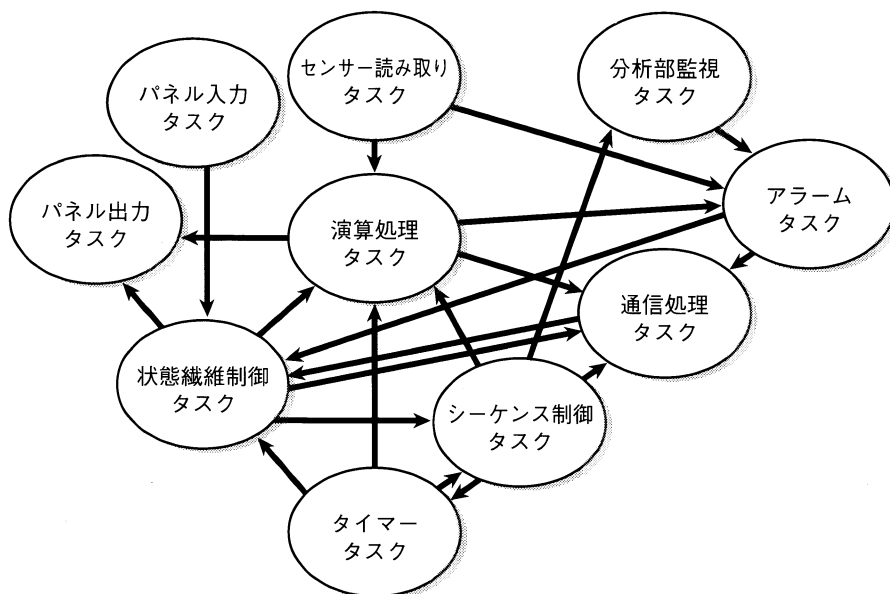 センサー読み取り
タスク
分析部監視
タスク
パネル入力
タスク
アラーム
タスク
パネル出力
タスク
演算処理
タスク
通信処理
タスク
状態繊維制御
タスク
シーケンス制御
タスク
タイマー
タスク